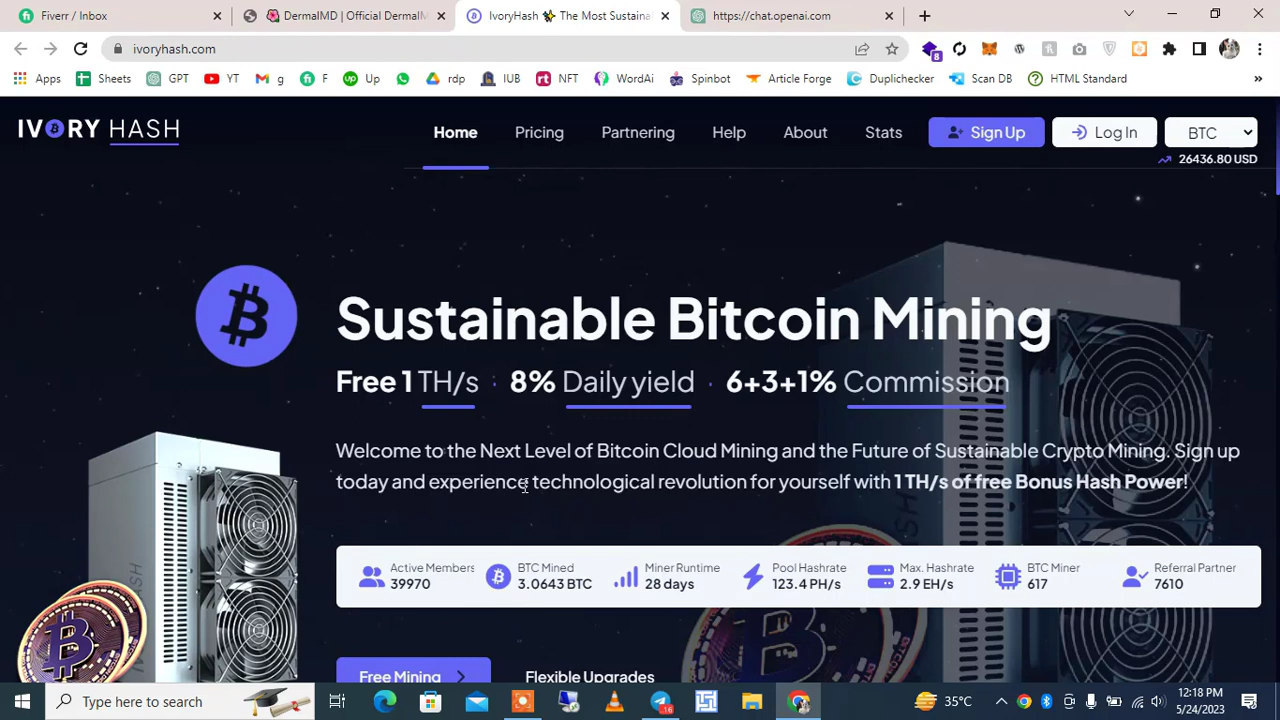 Fiverr / Inbox
DermalMD | Official DermalM
IvoryHash ✨ The Most Sustaina
https://chat.openai.com
ivoryhash.com
8
Apps
Sheets
GPT
YT
g
F
Up
rdp
IUB
NFT
WordAi
Spinbot
Article Forge
Duplichecker
Scan DB
HTML Standard
»
IVORY HASH
Home
Pricing
Partnering
Help
About
Stats
Sign Up
Log In
BTC
26436.80 USD
Sustainable Bitcoin Mining
Free 1 TH/s · 8% Daily yield · 6+3+1% Commission
Welcome to the Next Level of Bitcoin Cloud Mining and the Future of Sustainable Crypto Mining. Sign up
today and experience technological revolution for yourself with 1 TH/s of free Bonus Hash Power!
Active Members
39970
BTC Mined
3.0643 BTC
Miner Runtime
28 days
Pool Hashrate
123.4 PH/s
Max. Hashrate
2.9 EH/s
BTC Miner
617
Referral Partner
7610
Free Mining
Flexible Upgrades
Type here to search
16
35°C
12:18 PM
5/24/2023